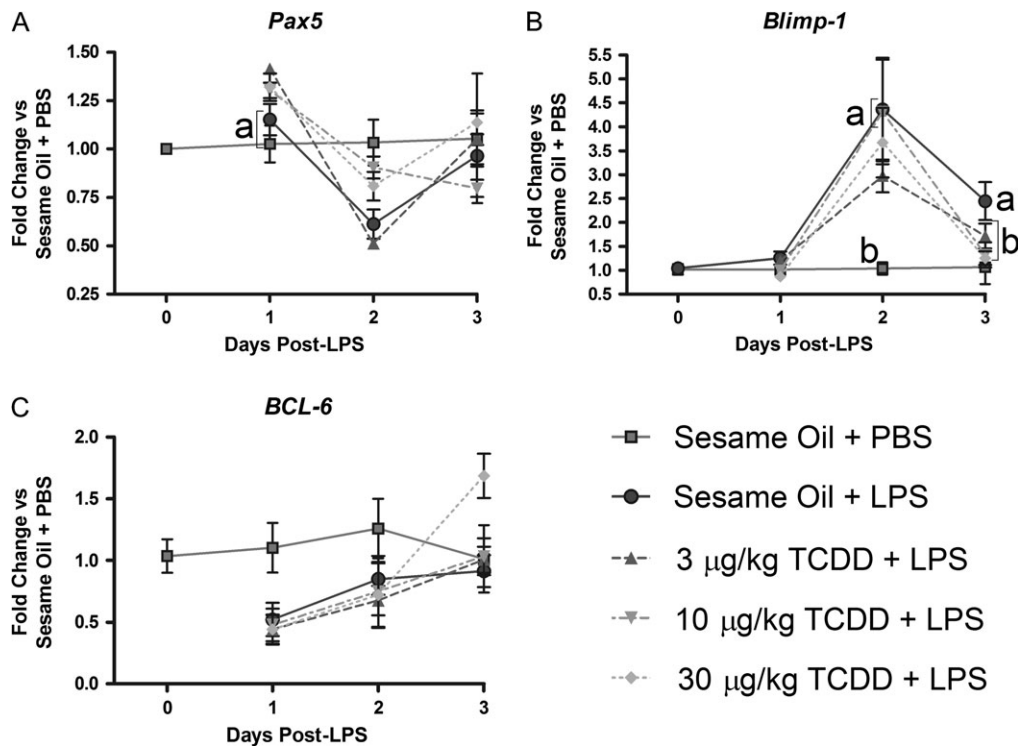 A
Pax5
Fold Change vs
Sesame Oil + PBS
1.50
1.25
1.00
0.75
0.50
0.25
a
0 1 2 3
Days Post-LPS
B
Blimp-1
Fold Change vs
Sesame Oil + PBS
5.5
5.0
4.5
4.0
3.5
3.0
2.5
2.0
1.5
1.0
0.5
a
a
b
b
0 1 2 3
Days Post-LPS
C
BCL-6
Fold Change vs
Sesame Oil + PBS
2.0
1.5
1.0
0.5
0.0
0 1 2 3
Days Post-LPS
Sesame Oil + PBS
Sesame Oil + LPS
3 μg/kg TCDD + LPS
10 μg/kg TCDD + LPS
30 μg/kg TCDD + LPS